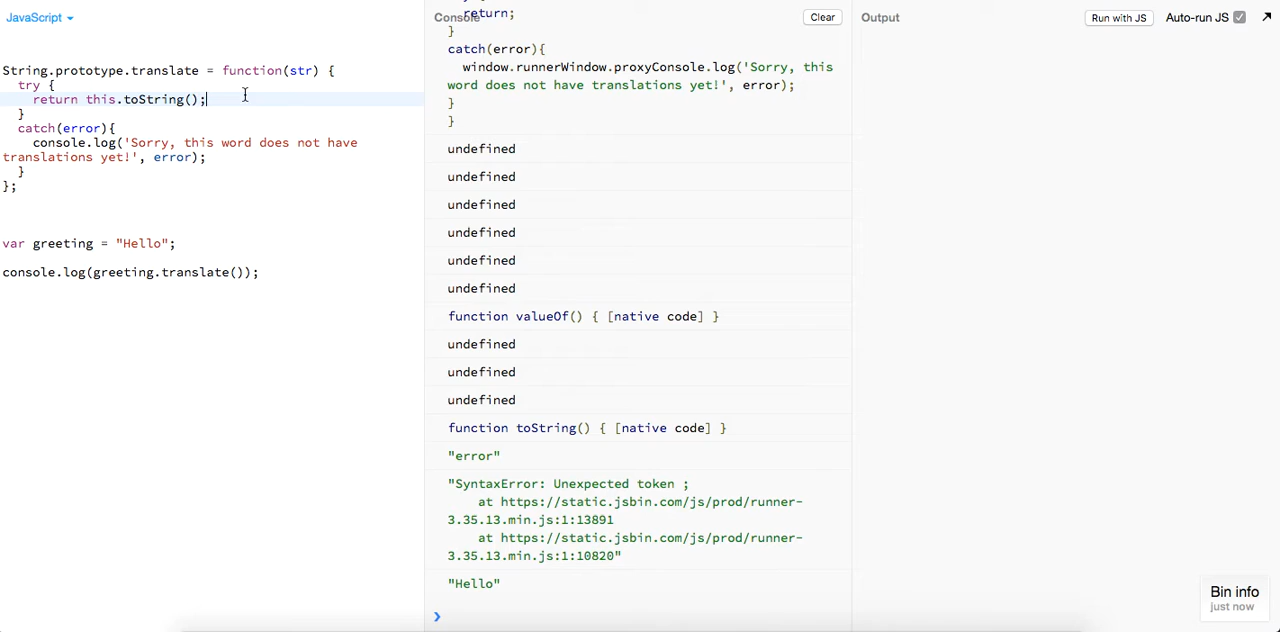 JavaScript
String.prototype.translate = function(str) {
try {
return this.toString();
}
catch(error){
console.log('Sorry, this word does not have
translations yet!', error);
}
};
var greeting = "Hello";
console.log(greeting.translate());
Console
Clear
return;
}
catch(error){
window.runnerWindow.proxyConsole.log('Sorry, this
word does not have translations yet!', error);
}
}
undefined
undefined
undefined
undefined
undefined
undefined
function valueOf() { [native code] }
undefined
undefined
undefined
function toString() { [native code] }
"error"
"SyntaxError: Unexpected token ;
at https://static.jsbin.com/js/prod/runner-
3.35.13.min.js:1:13891
at https://static.jsbin.com/js/prod/runner-
3.35.13.min.js:1:10820"
"Hello"
Output
Run with JS
Auto-run JS
Bin info
just now